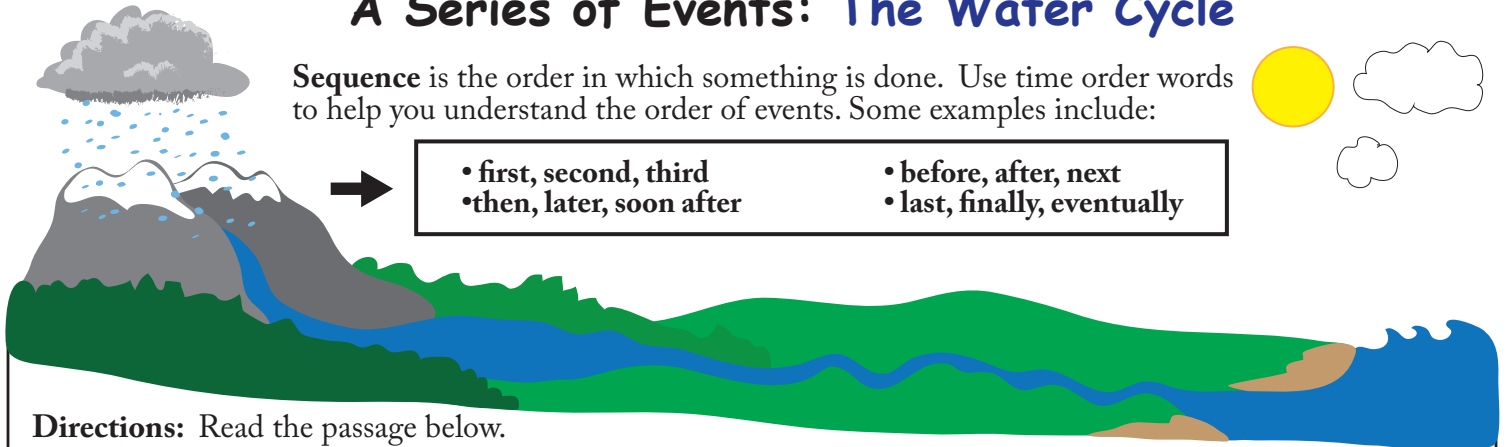 A Series of Events: The Water Cycle
Sequence is the order in which something is done. Use time order words
to help you understand the order of events. Some examples include:
• first, second, third
•then, later, soon after
• before, after, next
• last, finally, eventually
Directions: Read the passage below.